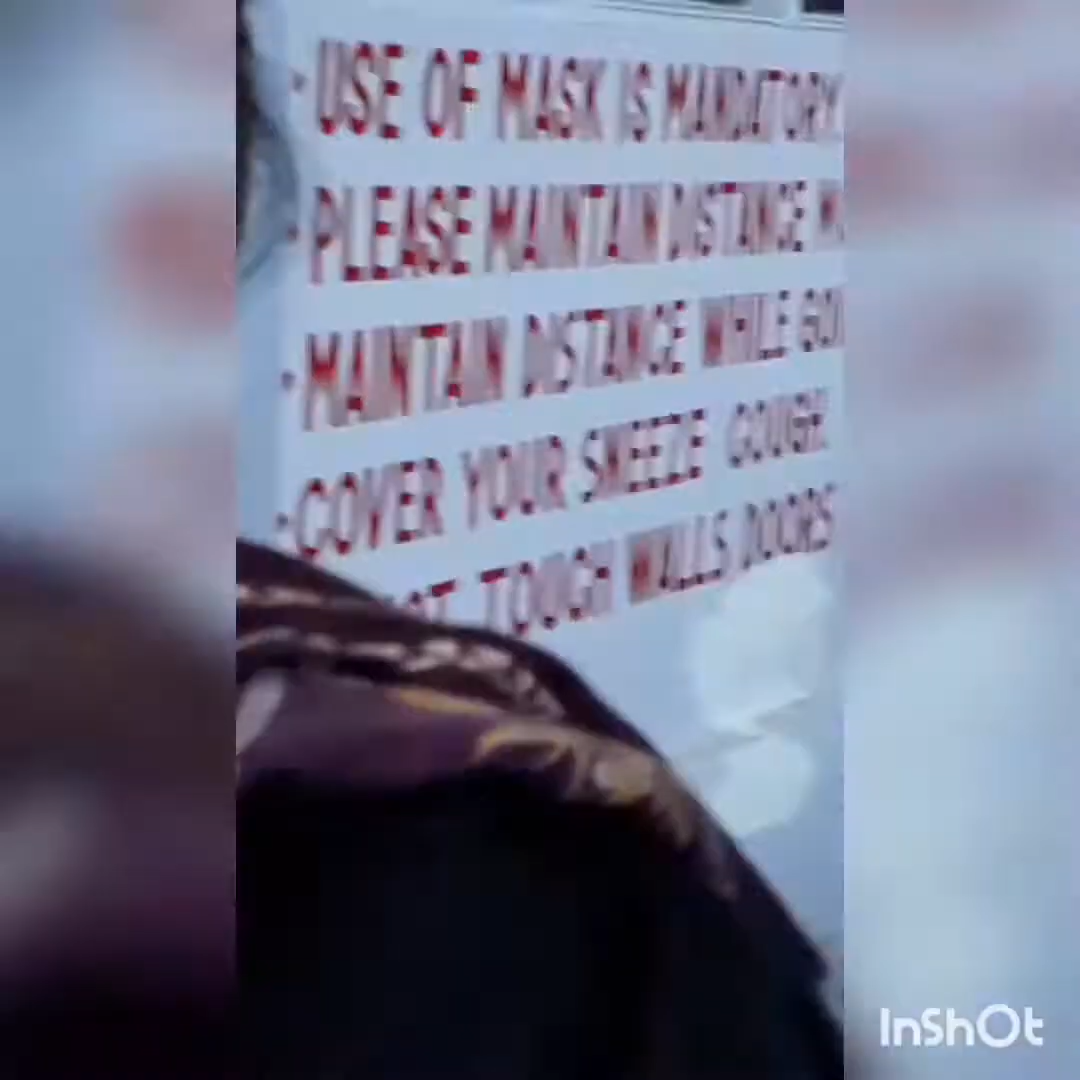 • USE OF MASK IS MANDATORY
• PLEASE MAINTAIN DISTANCE
• MAINTAIN DISTANCE WHILE
• COVER YOUR SNEEZE COUGH.
TOUCH WALLS, DOORS
InShOt